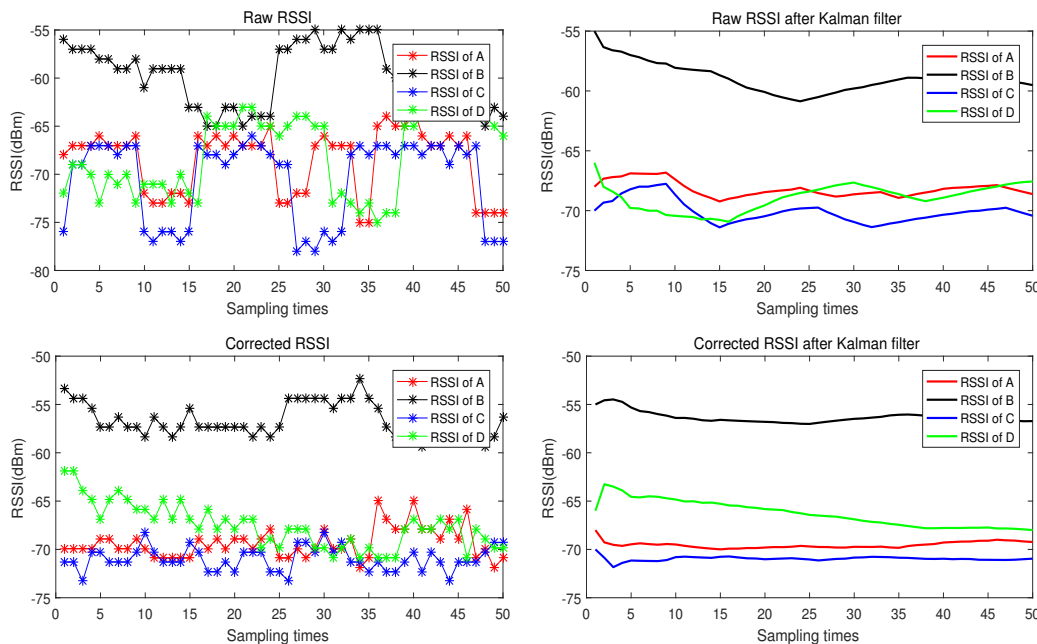 Raw RSSI
-55
-60
-65
-70
-75
-80
RSSI(dBm)
0 5 10 15 20 25 30 35 40 45 50
Sampling times
RSSI of A
RSSI of B
RSSI of C
RSSI of D
Raw RSSI after Kalman filter
-55
-60
-65
-70
-75
RSSI(dBm)
0 5 10 15 20 25 30 35 40 45 50
Sampling times
RSSI of A
RSSI of B
RSSI of C
RSSI of D
Corrected RSSI
-50
-55
-60
-65
-70
-75
RSSI(dBm)
0 5 10 15 20 25 30 35 40 45 50
Sampling times
RSSI of A
RSSI of B
RSSI of C
RSSI of D
Corrected RSSI after Kalman filter
-50
-55
-60
-65
-70
-75
RSSI(dBm)
0 5 10 15 20 25 30 35 40 45 50
Sampling times
RSSI of A
RSSI of B
RSSI of C
RSSI of D